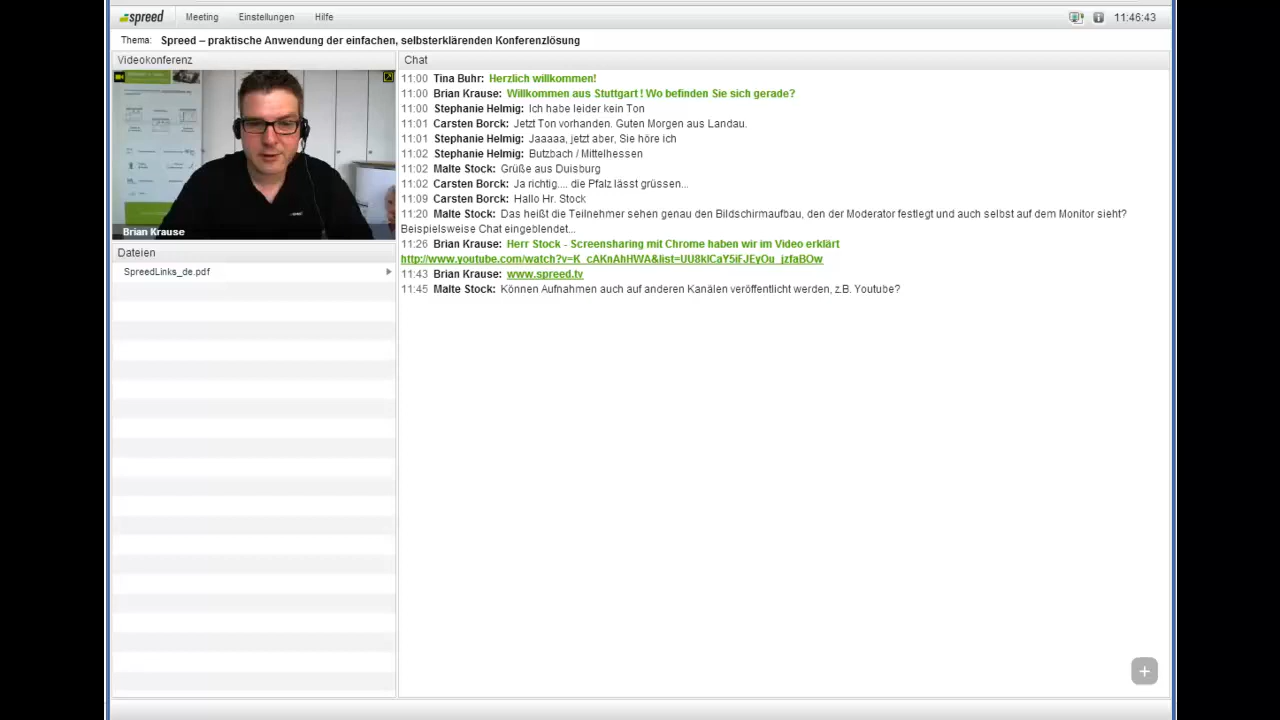 spreed Meeting Einstellungen Hilfe 11:46:43
Thema: Spreed – praktische Anwendung der einfachen, selbsterklärenden Konferenzlösung
Videokonferenz
Brian Krause
Dateien
SpreedLinks_de.pdf
Chat
11:00 Tina Buhr: Herzlich willkommen!
11:00 Brian Krause: Willkommen aus Stuttgart ! Wo befinden Sie sich gerade?
11:00 Stephanie Helmig: Ich habe leider kein Ton
11:01 Carsten Borck: Jetzt Ton vorhanden. Guten Morgen aus Landau.
11:01 Stephanie Helmig: Jaaaaa, jetzt aber, Sie höre ich
11:02 Stephanie Helmig: Butzbach / Mittelhessen
11:02 Malte Stock: Grüße aus Duisburg
11:02 Carsten Borck: Ja richtig.... die Pfalz lässt grüssen...
11:09 Carsten Borck: Hallo Hr. Stock
11:20 Malte Stock: Das heißt die Teilnehmer sehen genau den Bildschirmaufbau, den der Moderator festlegt und auch selbst auf dem Monitor sieht?
Beispielsweise Chat eingeblendet...
11:26 Brian Krause: Herr Stock - Screensharing mit Chrome haben wir im Video erklärt
11:43 Brian Krause: www.spreed.tv
11:45 Malte Stock: Können Aufnahmen auch auf anderen Kanälen veröffentlicht werden, z.B. Youtube?